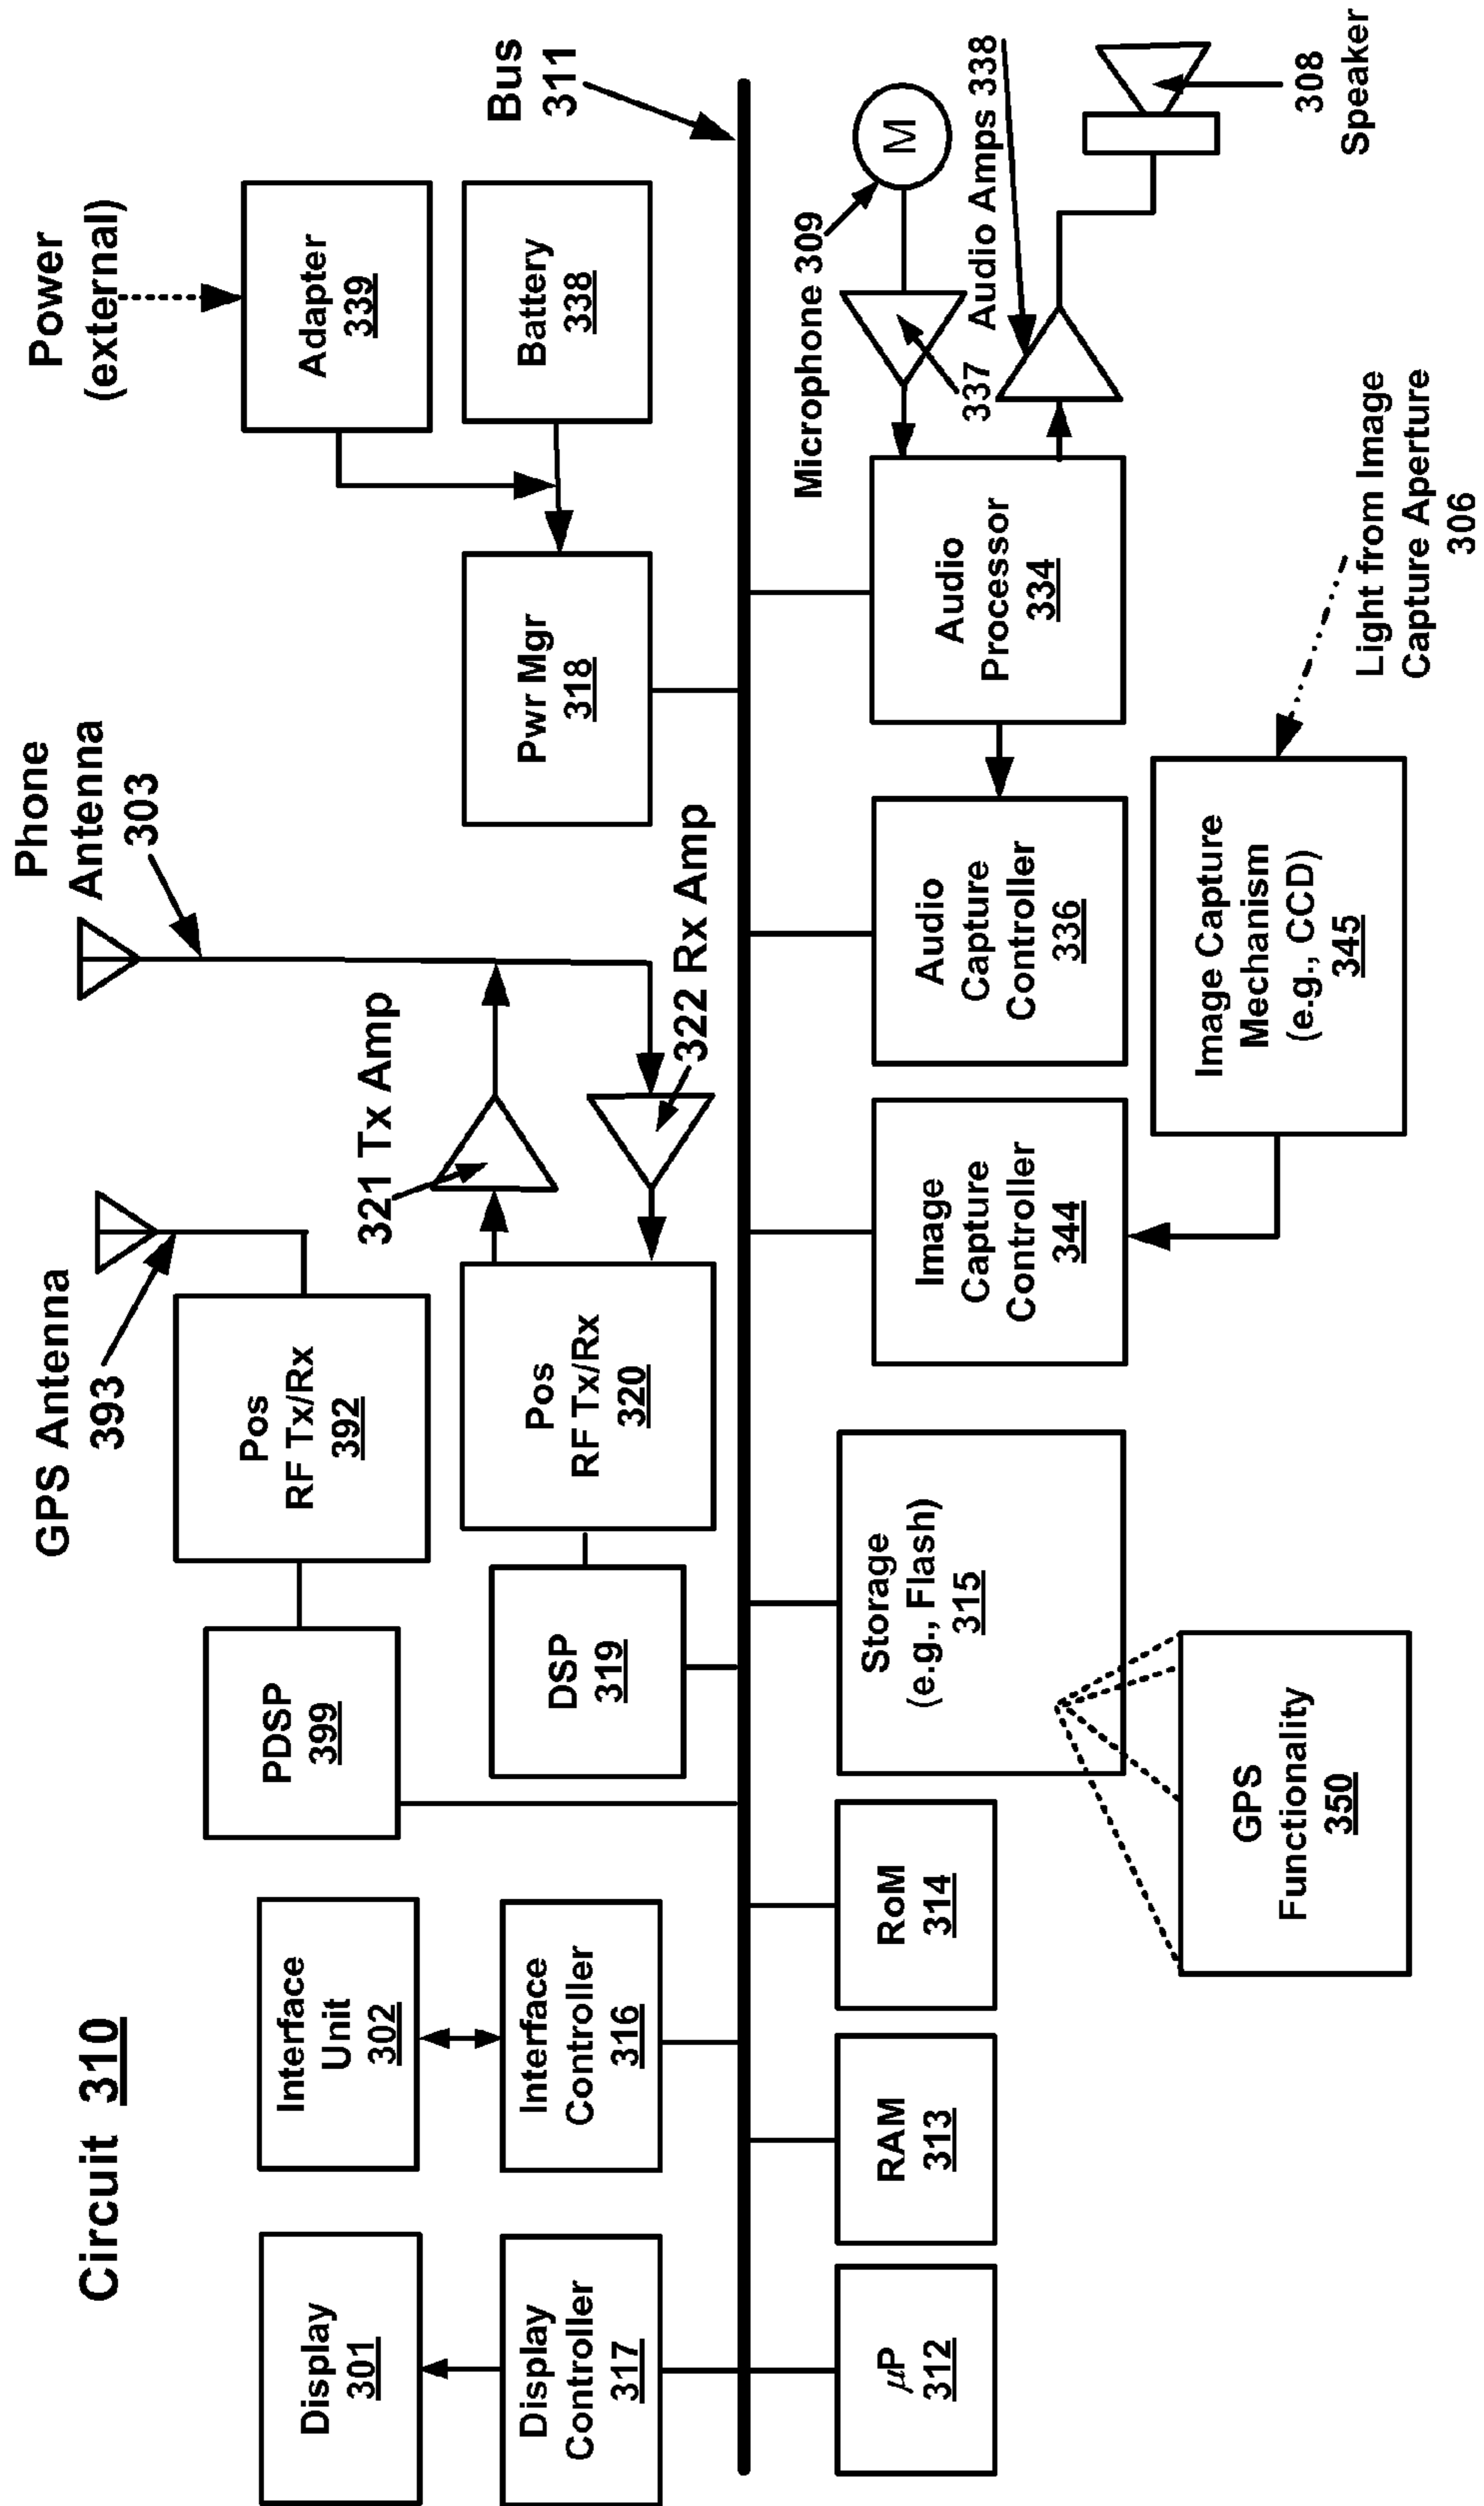 Circuit 310
GPS Antenna
393
Phone
Antenna
303
Power
(external)
Display
301
Interface
Unit
302
PDSP
399
Pos
RF Tx/Rx
392
321 Tx Amp
Adapter
339
Display
Controller
317
Interface
Controller
316
DSP
319
Pos
RF Tx/Rx
320
322 Rx Amp
Pwr Mgr
318
Battery
338
Bus
311
μP
312
RAM
313
RoM
314
Storage
(e.g., Flash)
315
Image
Capture
Controller
344
Audio
Capture
Controller
336
Audio
Processor
334
Microphone 309
M
337
Audio Amps 338
GPS
Functionality
350
Image Capture
Mechanism
(e.g., CCD)
345
Light from Image
Capture Aperture
306
308
Speaker